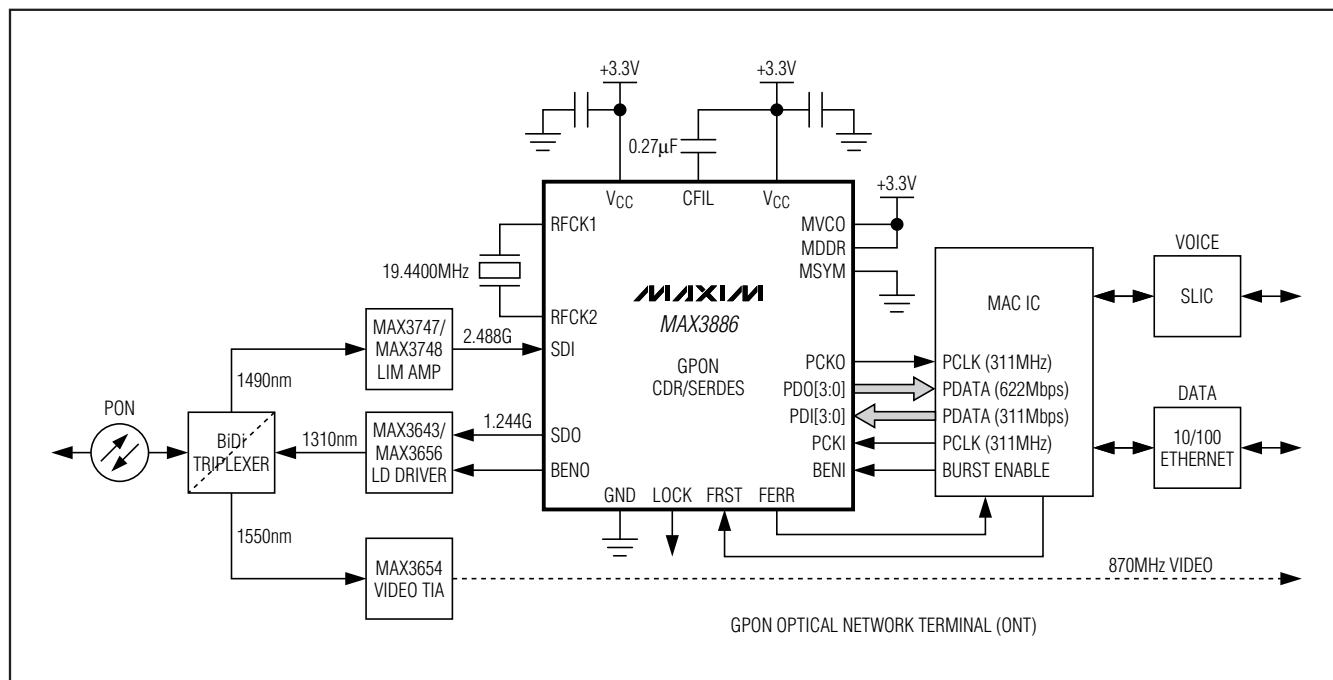 +3.3V
+3.3V
0.27μF
VCC
CFIL
VCC
+3.3V
RFCK1
MVCO
MDDR
MSYM
19.4400MHz
RFCK2
MAXIM
MAX3886
GPON
CDR/SERDES
MAX3747/
MAX3748
LIM AMP
2.488G
SDI
1490nm
PON
BiDi
TRIPLEXER
1310nm
MAX3643/
MAX3656
LD DRIVER
1.244G
SDO
BENO
1550nm
MAX3654
VIDEO TIA
GND
LOCK
FRST
FERR
PCKO
PDO[3:0]
PDI[3:0]
PCKI
BENI
MAC IC
PCLK (311MHz)
PDATA (622Mbps)
PDATA (311Mbps)
PCLK (311MHz)
BURST ENABLE
VOICE
SLIC
DATA
10/100
ETHERNET
870MHz VIDEO
GPON OPTICAL NETWORK TERMINAL (ONT)